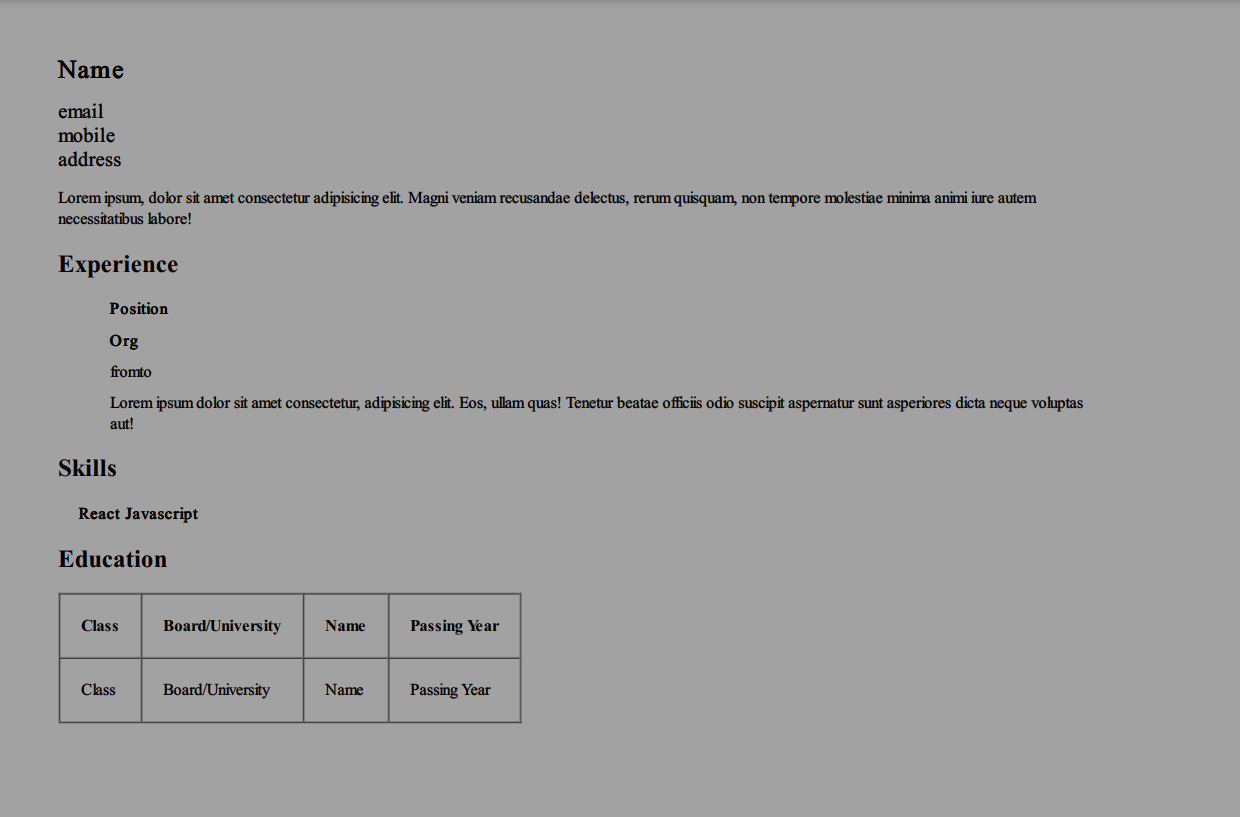 Name
email
mobile
address
Lorem ipsum, dolor sit amet consectetur adipisicing elit. Magni veniam recusandae delectus, rerum quisquam, non tempore molestiae minima animi iure autem
necessitatibus labore!
Experience
Position
Org
fromto
Lorem ipsum dolor sit amet consectetur, adipisicing elit. Eos, ullam quas! Tenetur beatae officiis odio suscipit aspernatur sunt asperiores dicta neque voluptas
aut!
Skills
React Javascript
Education
Class Board/University Name Passing Year
Class Board/University Name Passing Year